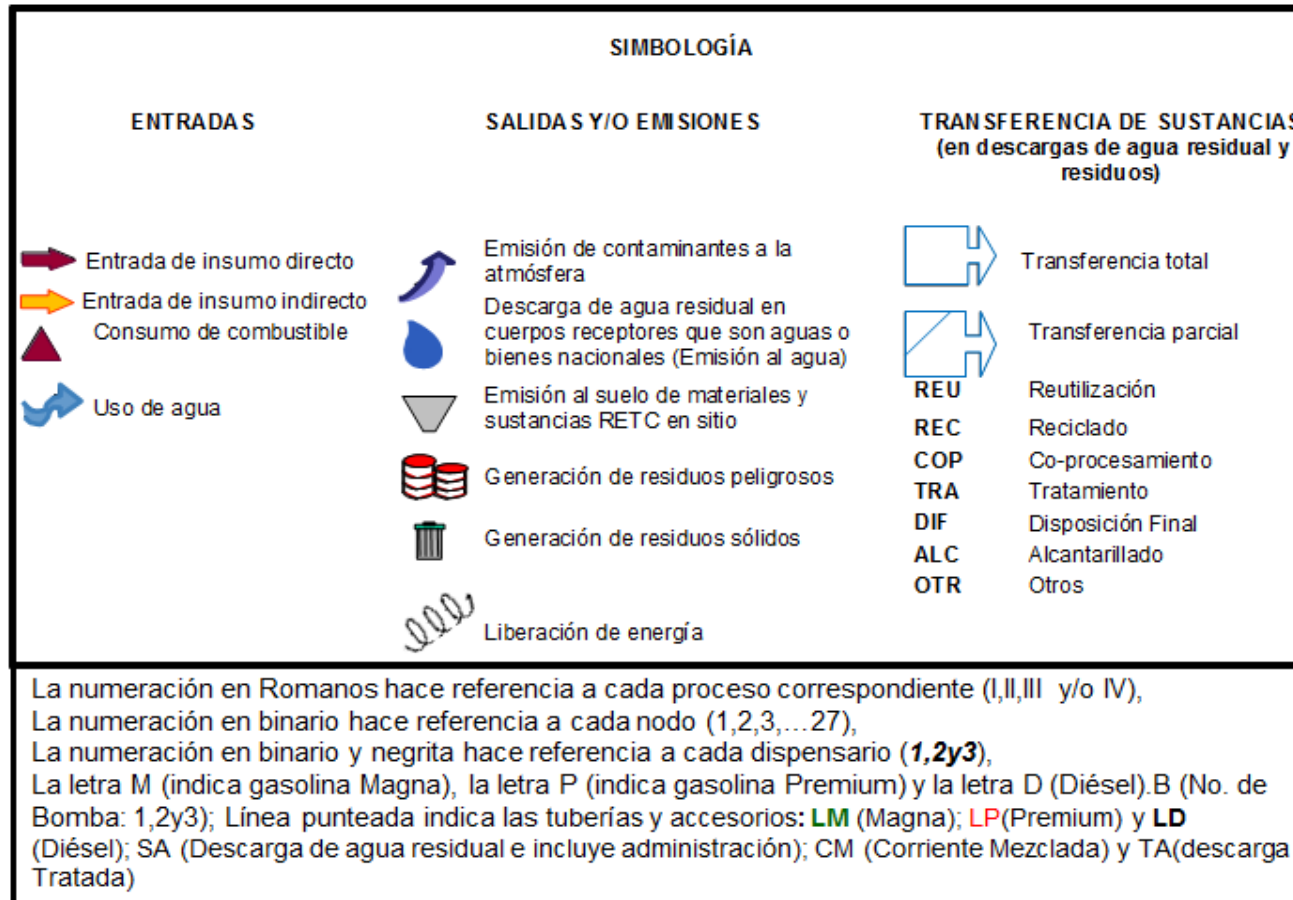 SIMBOLOGÍA
ENTRADAS
Entrada de insumo directo
Entrada de insumo indirecto
Consumo de combustible
Uso de agua
SALIDAS Y/O EMISIONES
Emisión de contaminantes a la
atmósfera
Descarga de agua residual en
cuerpos receptores que son aguas o
bienes nacionales (Emisión al agua)
Emisión al suelo de materiales y
sustancias RETC en sitio
Generación de residuos peligrosos
Generación de residuos sólidos
Liberación de energía
TRANSFERENCIA DE SUSTANCIAS
(en descargas de agua residual y
residuos)
Transferencia total
Transferencia parcial
REU Reutilización
REC Reciclado
COP Co-procesamiento
TRA Tratamiento
DIF Disposición Final
ALC Alcantarillado
OTR Otros
La numeración en Romanos hace referencia a cada proceso correspondiente (I,II,III y/o IV),
La numeración en binario hace referencia a cada nodo (1,2,3,...27),
La numeración en binario y negrita hace referencia a cada dispensario (1,2y3),
La letra M (indica gasolina Magna), la letra P (indica gasolina Premium) y la letra D (Diésel).B (No. de
Bomba: 1,2y3); Línea punteada indica las tuberías y accesorios: LM (Magna); LP(Premium) y LD
(Diésel); SA (Descarga de agua residual e incluye administración); CM (Corriente Mezclada) y TA(descarga
Tratada)